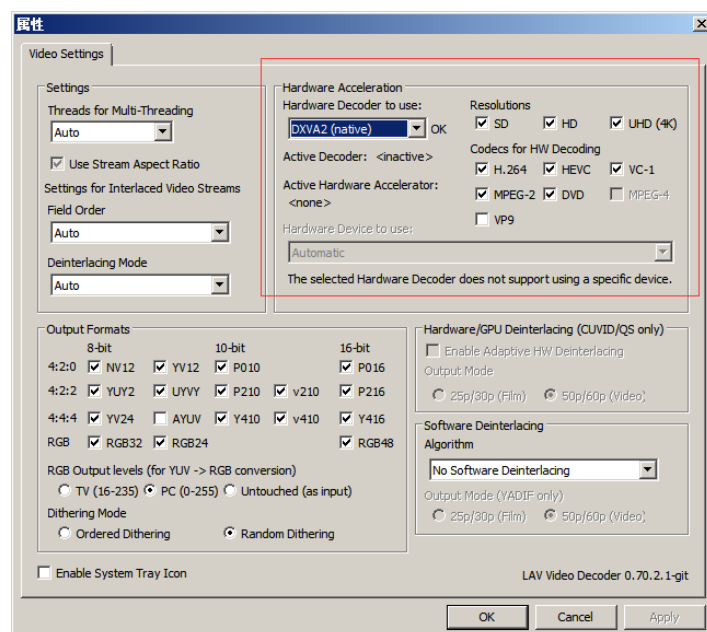 属性
Video Settings
Settings
Threads for Multi-Threading
Auto
Use Stream Aspect Ratio
Settings for Interlaced Video Streams
Field Order
Auto
Deinterlacing Mode
Auto
Hardware Acceleration
Hardware Decoder to use:
DXVA2 (native) OK
Active Decoder: <inactive>
Active Hardware Accelerator:
<none>
Resolutions
SD HD UHD (4K)
Codecs for HW Decoding
H.264 HEVC VC-1
MPEG-2 DVD MPEG-4
VP9
Hardware Device to use:
Automatic
The selected Hardware Decoder does not support using a specific device.
Output Formats
8-bit 10-bit 16-bit
4:2:0 NV12 YV12 P010 P016
4:2:2 YUY2 UYVY P210 v210 P216
4:4:4 YV24 AYUV Y410 v410 Y416
RGB RGB32 RGB24 RGB48
RGB Output levels (for YUV -> RGB conversion)
TV (16-235) PC (0-255) Untouched (as input)
Dithering Mode
Ordered Dithering Random Dithering
Hardware/GPU Deinterlacing (CUVID/QS only)
Enable Adaptive HW Deinterlacing
Output Mode
25p/30p (Film) 50p/60p (Video)
Software Deinterlacing
Algorithm
No Software Deinterlacing
Output Mode (YADIF only)
25p/30p (Film) 50p/60p (Video)
Enable System Tray Icon
LAV Video Decoder 0.70.2.1-git
OK Cancel Apply